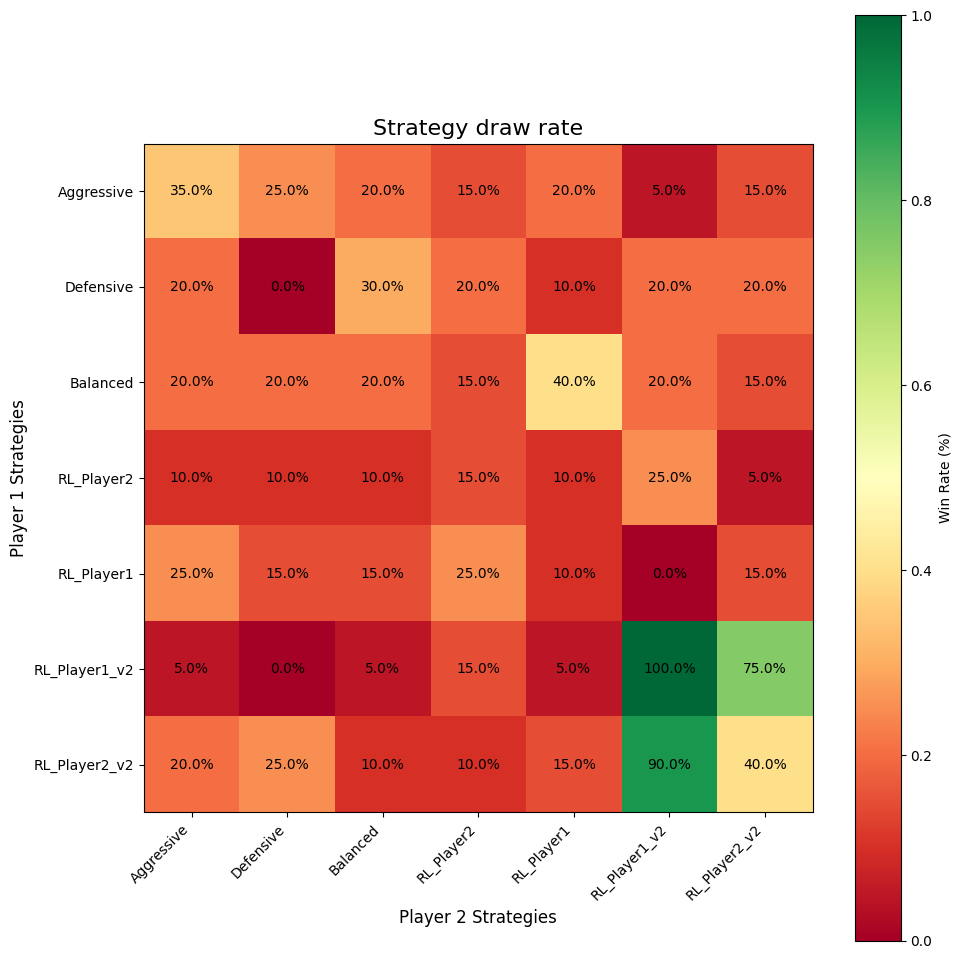 Strategy draw rate
Player 1 Strategies
Aggressive 35.0% 25.0% 20.0% 15.0% 20.0% 5.0% 15.0%
Defensive 20.0% 0.0% 30.0% 20.0% 10.0% 20.0% 20.0%
Balanced 20.0% 20.0% 20.0% 15.0% 40.0% 20.0% 15.0%
RL_Player2 10.0% 10.0% 10.0% 15.0% 10.0% 25.0% 5.0%
RL_Player1 25.0% 15.0% 15.0% 25.0% 10.0% 0.0% 15.0%
RL_Player1_v2 5.0% 0.0% 5.0% 15.0% 5.0% 100.0% 75.0%
RL_Player2_v2 20.0% 25.0% 10.0% 10.0% 15.0% 90.0% 40.0%
Aggressive Defensive Balanced RL_Player2 RL_Player1 RL_Player1_v2 RL_Player2_v2
Player 2 Strategies
1.0
0.8
0.6
0.4
0.2
0.0
Win Rate (%)